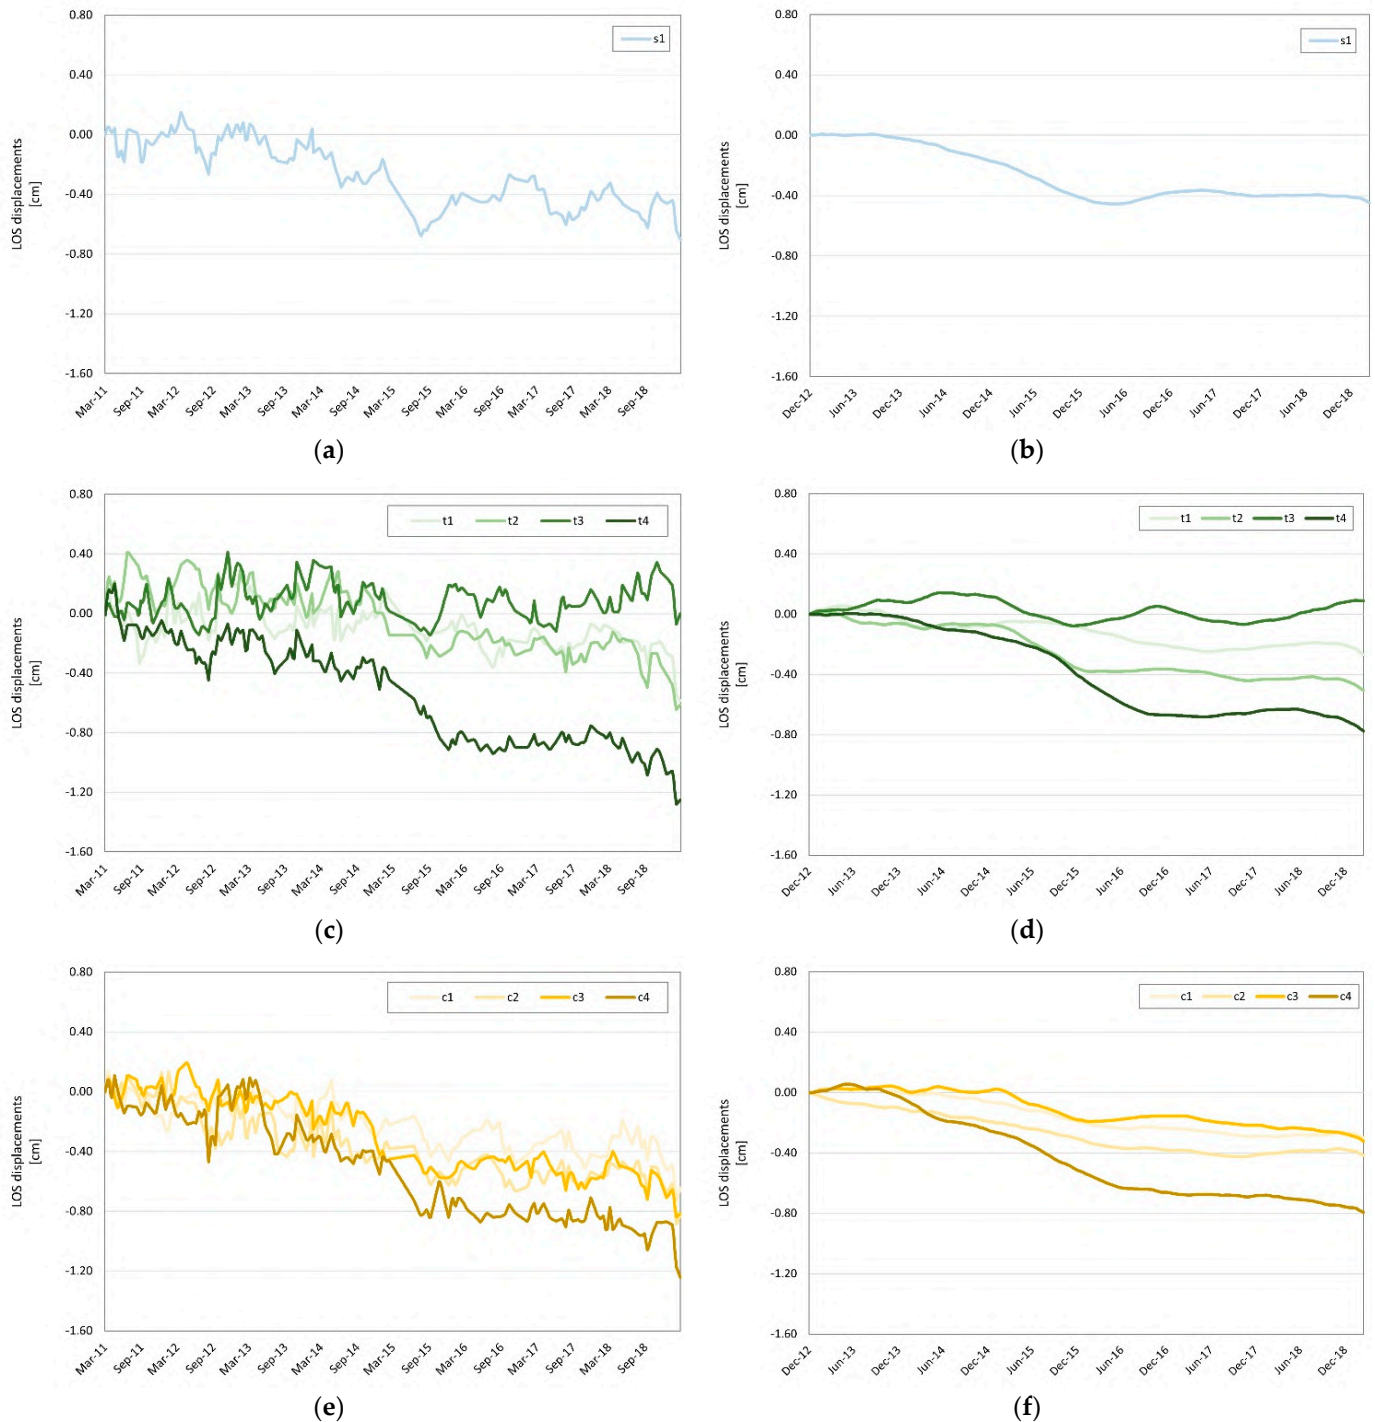 0.80
0.40
0.00
-0.40
-0.80
-1.20
-1.60
LOS displacements
[cm]
s1
Mar-11 Sep-11 Mar-12 Sep-12 Mar-13 Sep-13 Mar-14 Sep-14 Mar-15 Sep-15 Mar-16 Sep-16 Mar-17 Sep-17 Mar-18 Sep-18
(a)
0.80
0.40
0.00
-0.40
-0.80
-1.20
-1.60
LOS displacements
[cm]
s1
Dec-12 Jun-13 Dec-13 Jun-14 Dec-14 Jun-15 Dec-15 Jun-16 Dec-16 Jun-17 Dec-17 Jun-18 Dec-18
(b)
0.80
0.40
0.00
-0.40
-0.80
-1.20
-1.60
LOS displacements
[cm]
t1 t2 t3 t4
Mar-11 Sep-11 Mar-12 Sep-12 Mar-13 Sep-13 Mar-14 Sep-14 Mar-15 Sep-15 Mar-16 Sep-16 Mar-17 Sep-17 Mar-18 Sep-18
(c)
0.80
0.40
0.00
-0.40
-0.80
-1.20
-1.60
LOS displacements
[cm]
t1 t2 t3 t4
Dec-12 Jun-13 Dec-13 Jun-14 Dec-14 Jun-15 Dec-15 Jun-16 Dec-16 Jun-17 Dec-17 Jun-18 Dec-18
(d)
0.80
0.40
0.00
-0.40
-0.80
-1.20
-1.60
LOS displacements
[cm]
c1 c2 c3 c4
Mar-11 Sep-11 Mar-12 Sep-12 Mar-13 Sep-13 Mar-14 Sep-14 Mar-15 Sep-15 Mar-16 Sep-16 Mar-17 Sep-17 Mar-18 Sep-18
(e)
0.80
0.40
0.00
-0.40
-0.80
-1.20
-1.60
LOS displacements
[cm]
c1 c2 c3 c4
Dec-12 Jun-13 Dec-13 Jun-14 Dec-14 Jun-15 Dec-15 Jun-16 Dec-16 Jun-17 Dec-17 Jun-18 Dec-18
(f)